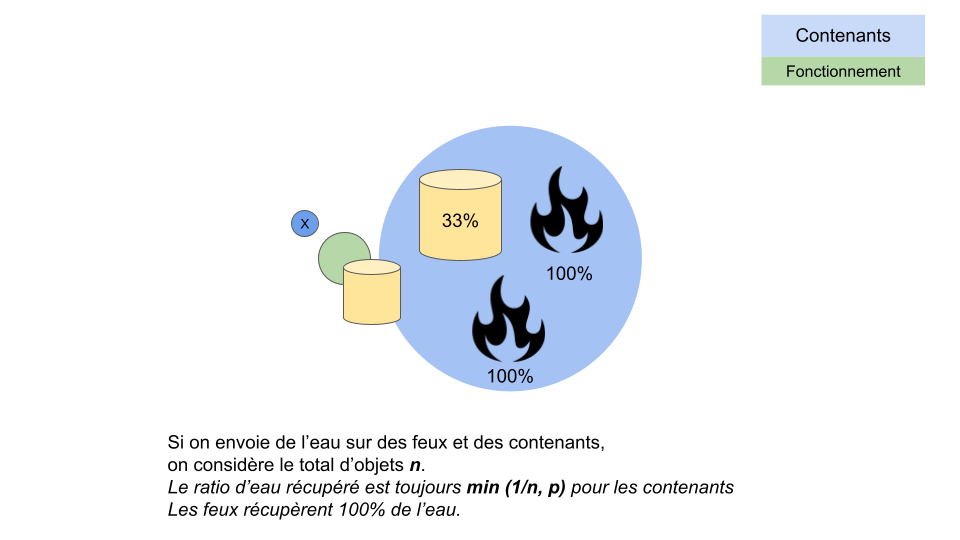 Contenants
Fonctionnement
33%
X
100%
100%
Si on envoie de l’eau sur des feux et des contenants,
on considère le total d’objets n.
Le ratio d’eau récupéré est toujours min (1/n, p) pour les contenants
Les feux récupèrent 100% de l’eau.